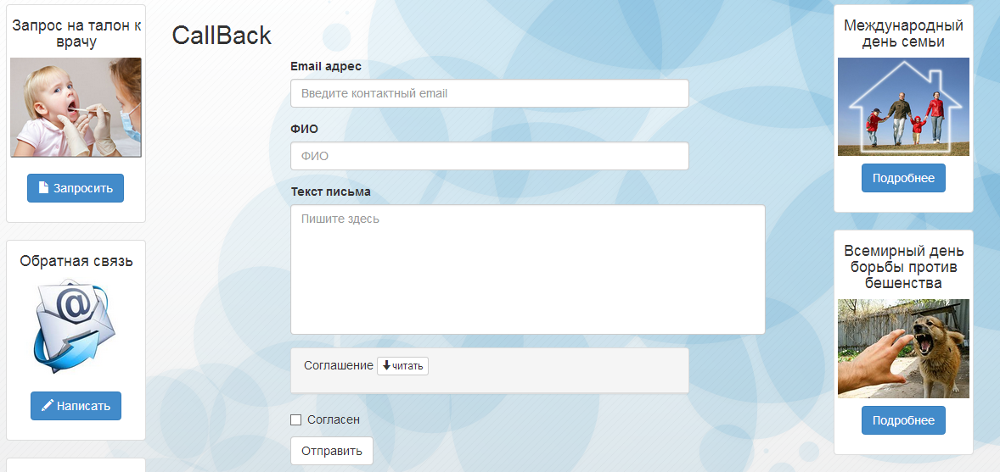 Запрос на талон к
врачу
Запросить
Обратная связь
@
Написать
CallBack
Email адрес
Введите контактный email
ФИО
ФИО
Текст письма
Пишите здесь
Соглашение читать
Согласен
Отправить
Международный
день семьи
Подробнее
Всемирный день
борьбы против
бешенства
Подробнее